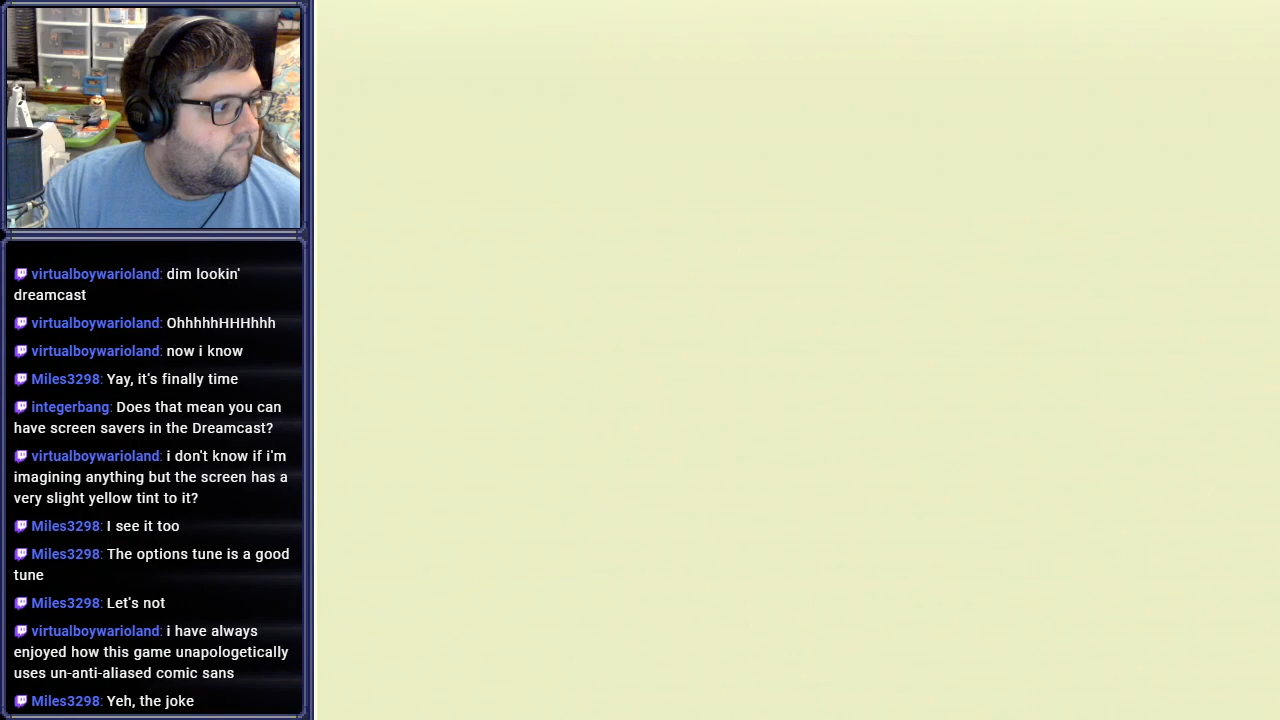 virtualboywarioland: dim lookin'
dreamcast
virtualboywarioland: OhhhhhHHHhhh
virtualboywarioland: now i know
Miles3298: Yay, it's finally time
integerbang: Does that mean you can
have screen savers in the Dreamcast?
virtualboywarioland: i don't know if i'm
imagining anything but the screen has a
very slight yellow tint to it?
Miles3298: I see it too
Miles3298: The options tune is a good
tune
Miles3298: Let's not
virtualboywarioland: i have always
enjoyed how this game unapologetically
uses un-anti-aliased comic sans
Miles3298: Yeh, the joke